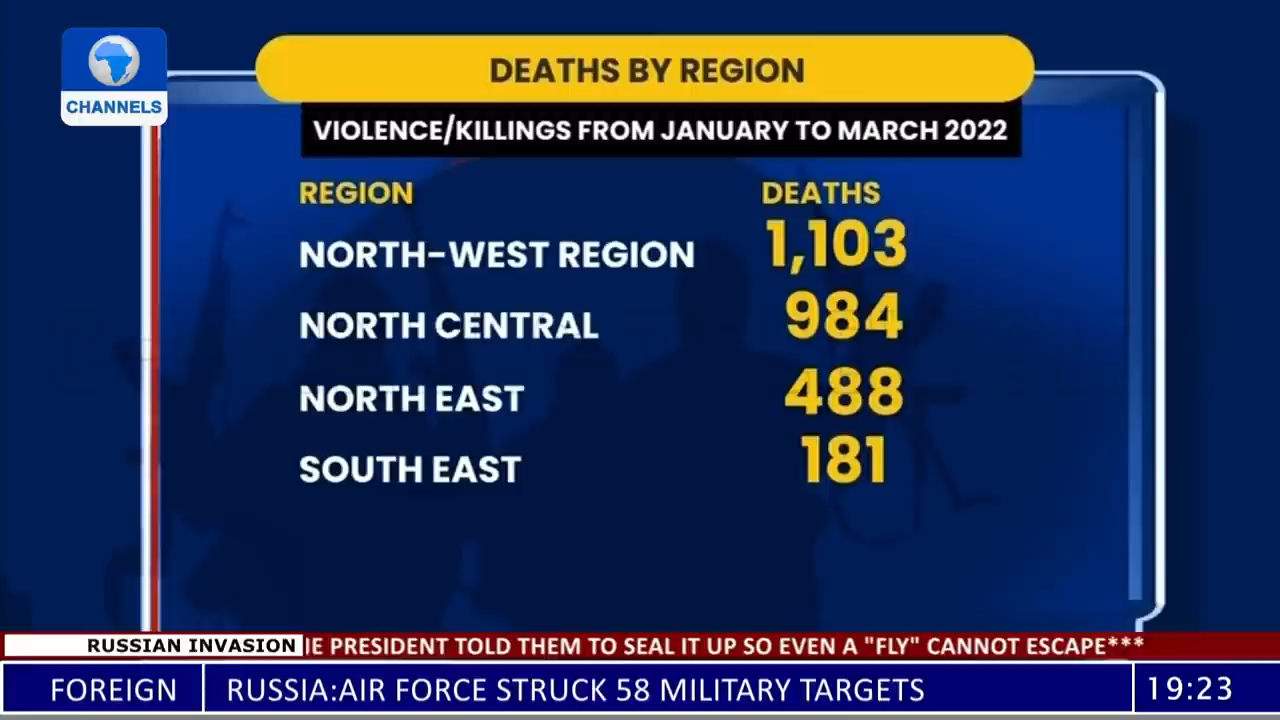 CHANNELS
DEATHS BY REGION
VIOLENCE/KILLINGS FROM JANUARY TO MARCH 2022
REGION DEATHS
NORTH-WEST REGION 1,103
NORTH CENTRAL 984
NORTH EAST 488
SOUTH EAST 181
RUSSIAN INVASION PRESIDENT TOLD THEM TO SEAL IT UP SO EVEN A "FLY" CANNOT ESCAPE***
FOREIGN RUSSIA:AIR FORCE STRUCK 58 MILITARY TARGETS 19:23